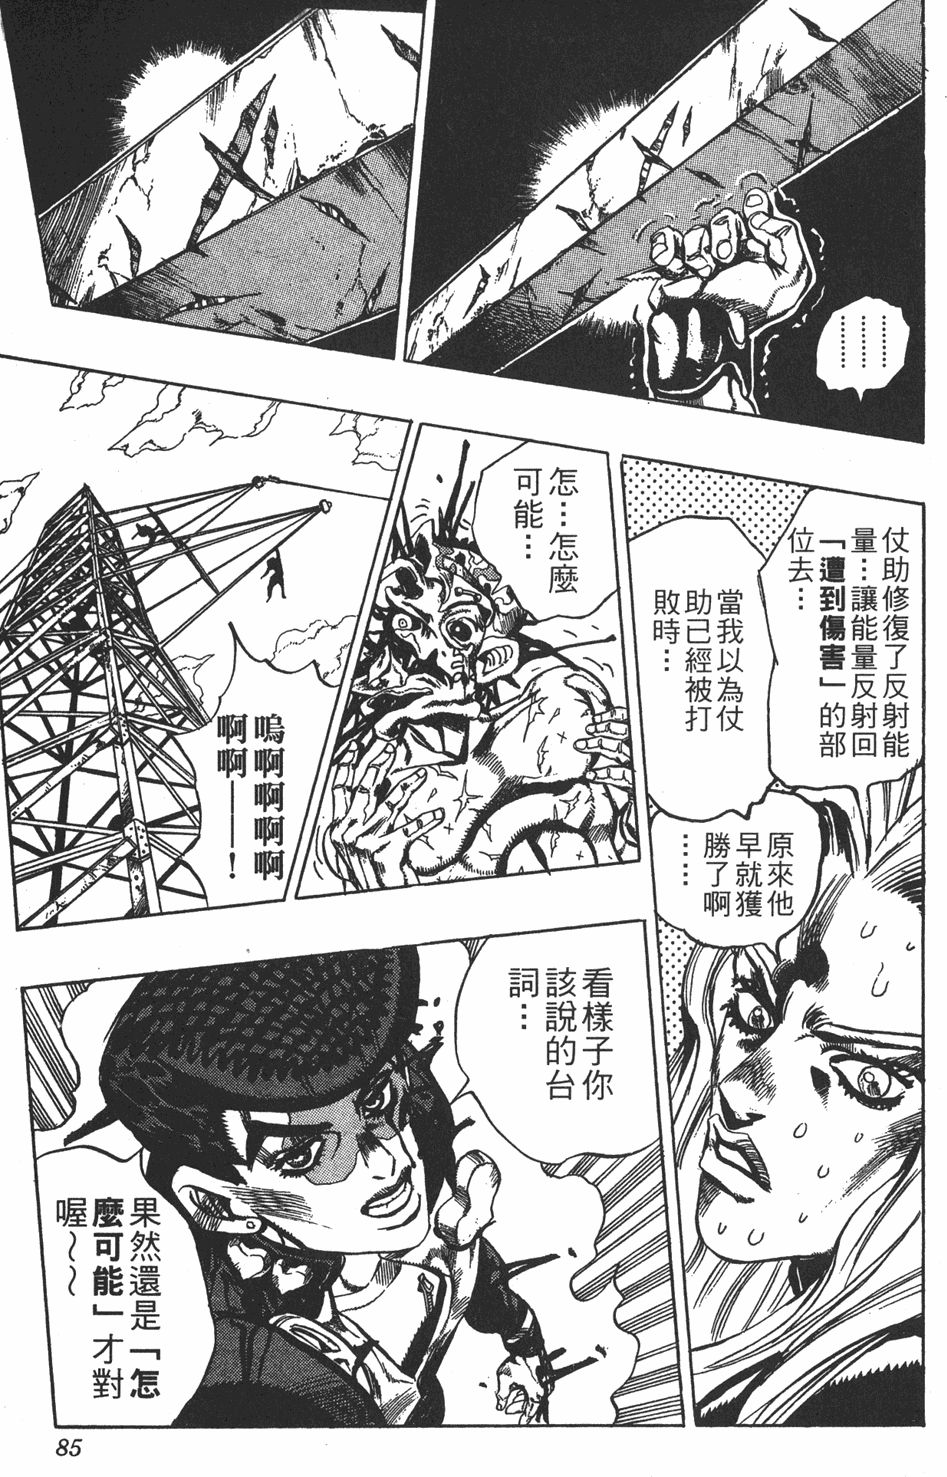 ………
………
仗助修復了反射能
量…讓能量反射回
「遭到傷害」的部
位去…
當我以為仗
助已經被打
敗時…
原來他
早就獲
勝了啊
……
怎…怎麼
可能…
嗚啊啊啊啊
啊啊——！
看樣子你
該說的台
詞…
果然還是「怎
麼可能」才對
喔～～
85